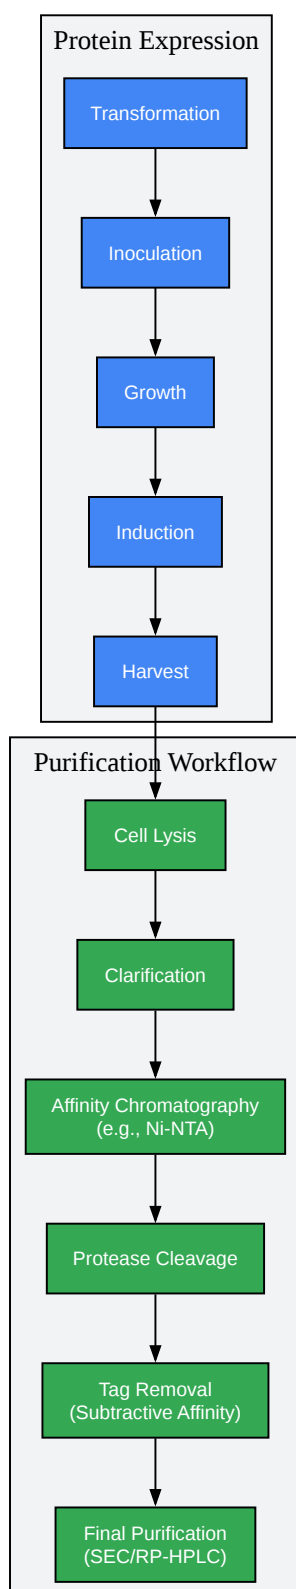 Protein Expression
Transformation
Inoculation
Growth
Induction
Harvest
Purification Workflow
Cell Lysis
Clarification
Affinity Chromatography
(e.g., Ni-NTA)
Protease Cleavage
Tag Removal
(Subtractive Affinity)
Final Purification
(SEC/RP-HPLC)